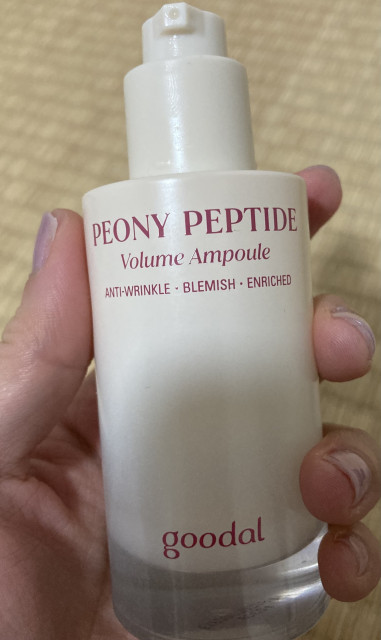 PEONY PEPTIDE
Volume Ampoule
ANTI-WRINKLE · BLEMISH · ENRICHED
goodal